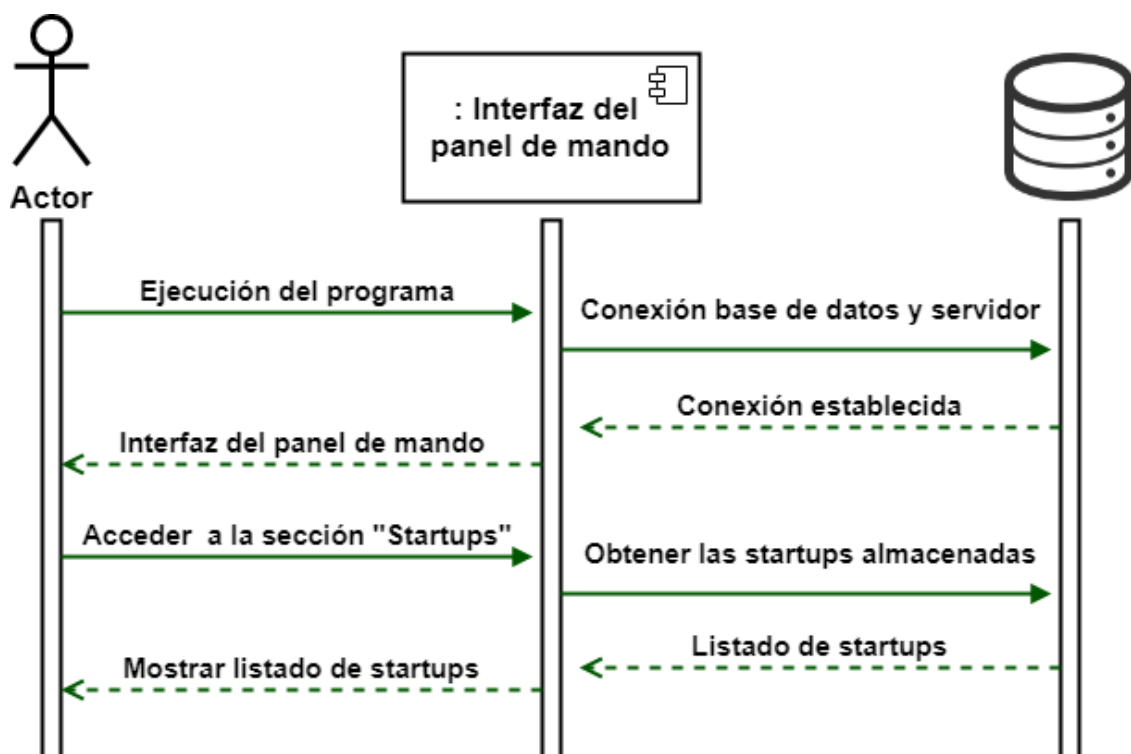 : Interfaz del
panel de mando
Actor
Ejecución del programa
Conexión base de datos y servidor
Conexión establecida
Interfaz del panel de mando
Acceder a la sección "Startups"
Obtener las startups almacenadas
Listado de startups
Mostrar listado de startups